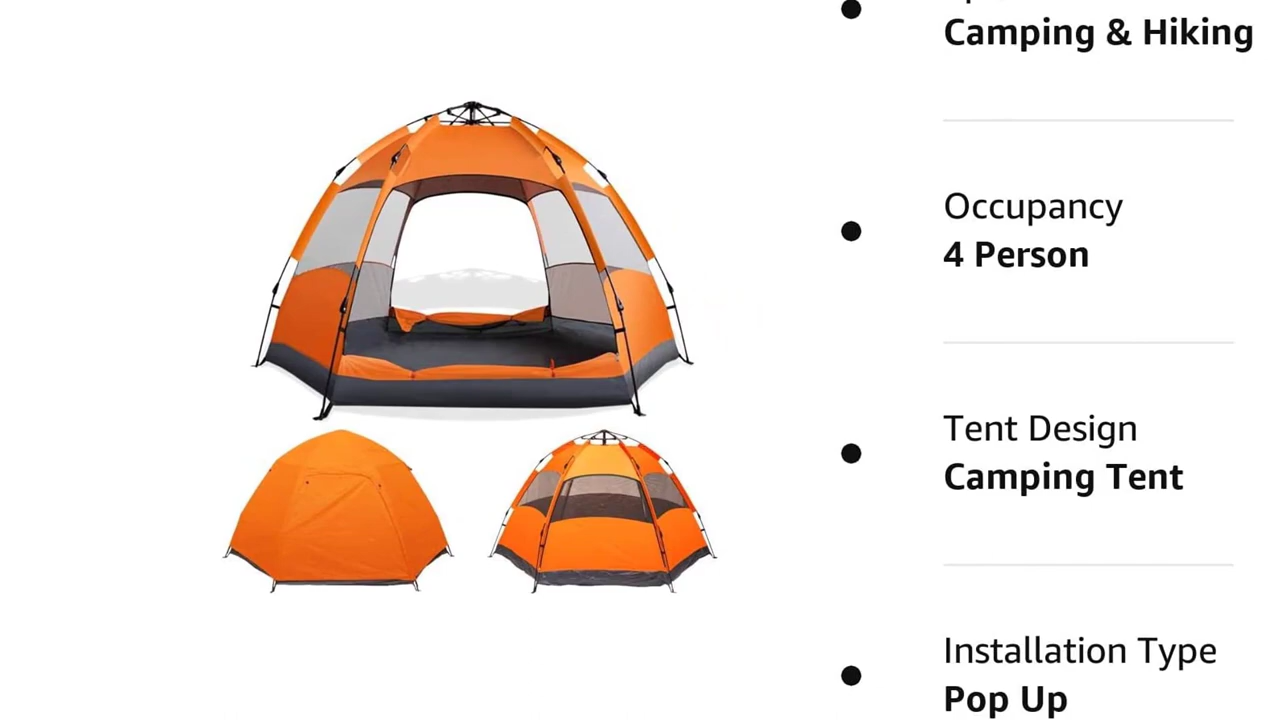 Camping & Hiking
Occupancy
4 Person
Tent Design
Camping Tent
Installation Type
Pop Up